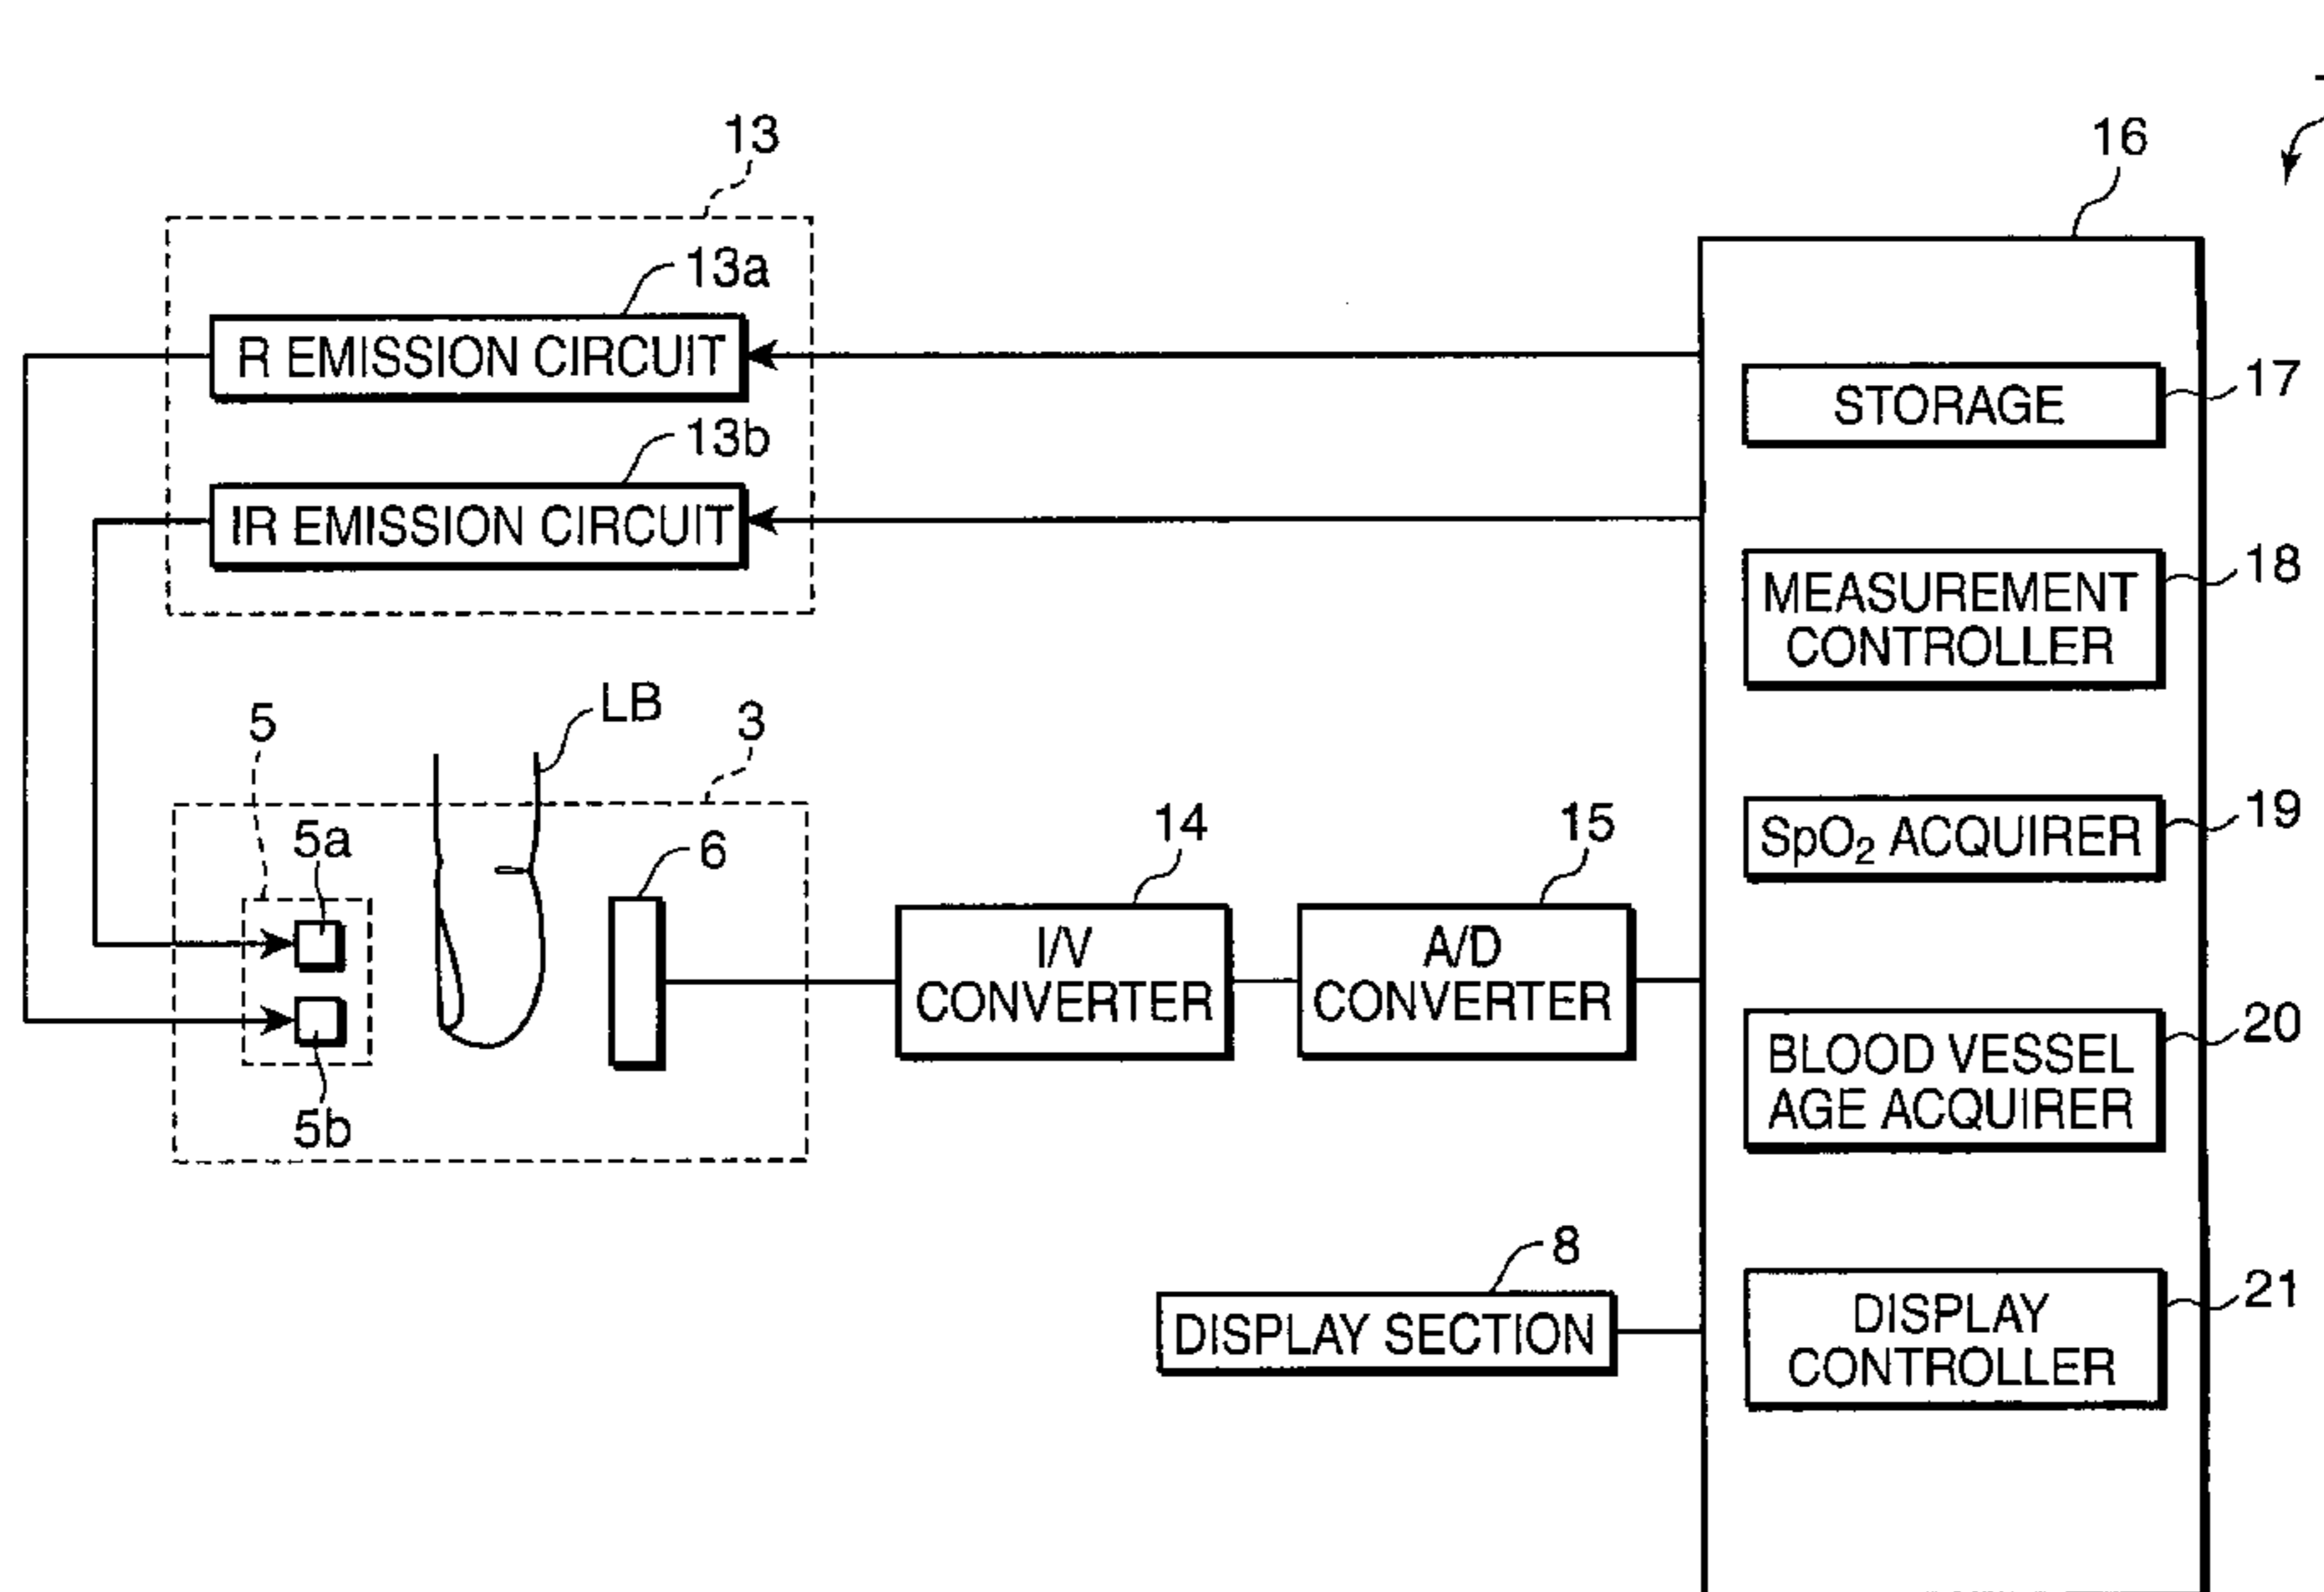 13
16
13a
R EMISSION CIRCUIT
17
STORAGE
13b
IR EMISSION CIRCUIT
18
MEASUREMENT
CONTROLLER
LB
5
3
5a
6
14
15
19
SpO₂ ACQUIRER
I/V
CONVERTER
A/D
CONVERTER
20
BLOOD VESSEL
AGE ACQUIRER
5b
8
DISPLAY SECTION
21
DISPLAY
CONTROLLER